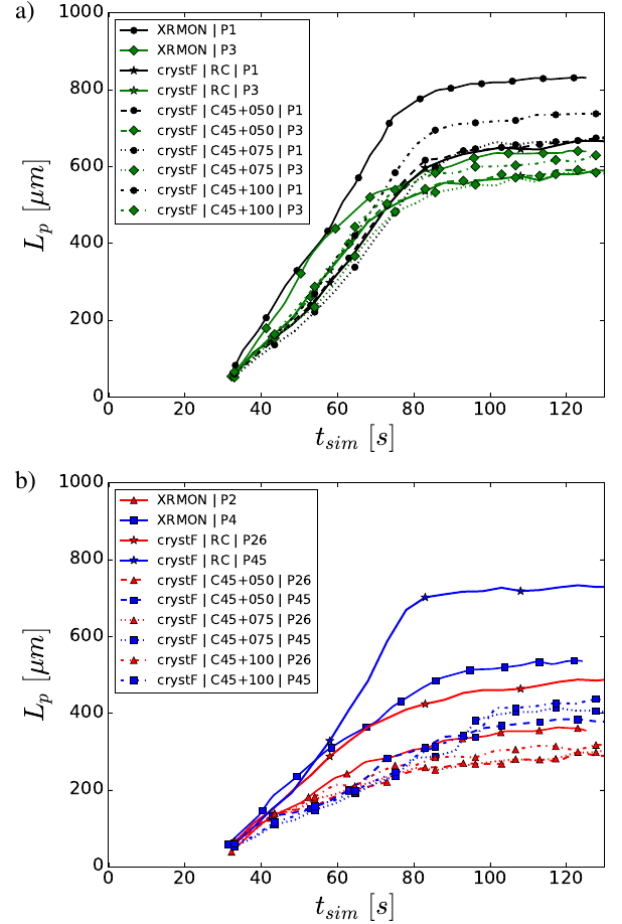 a)
1000
800
600
400
200
0
L_p [μm]
XRMON | P1
XRMON | P3
crystF | RC | P1
crystF | RC | P3
crystF | C45+050 | P1
crystF | C45+050 | P3
crystF | C45+075 | P1
crystF | C45+075 | P3
crystF | C45+100 | P1
crystF | C45+100 | P3
0 20 40 60 80 100 120
t_sim [s]
b)
1000
800
600
400
200
0
L_p [μm]
XRMON | P2
XRMON | P4
crystF | RC | P26
crystF | RC | P45
crystF | C45+050 | P26
crystF | C45+050 | P45
crystF | C45+075 | P26
crystF | C45+075 | P45
crystF | C45+100 | P26
crystF | C45+100 | P45
0 20 40 60 80 100 120
t_sim [s]